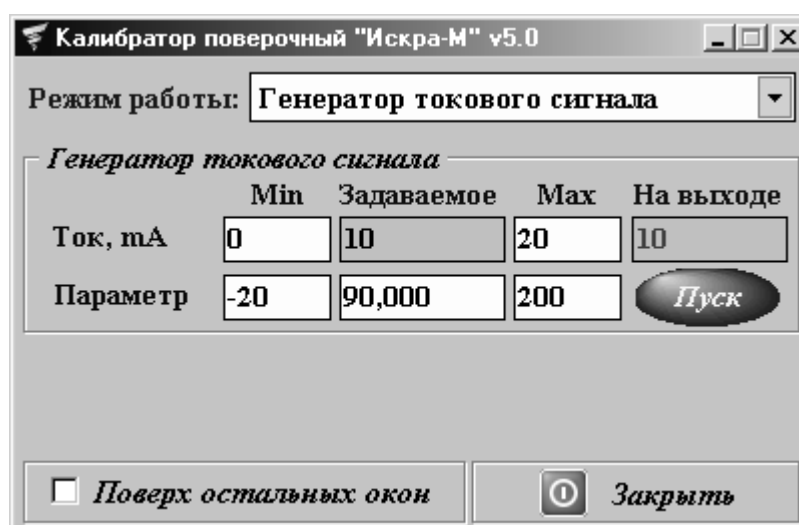 Калибратор поверочный "Искра-М" v5.0
Режим работы: Генератор токового сигнала
Генератор токового сигнала
Min Задаваемое Max На выходе
Ток, mA 0 10 20 10
Параметр -20 90,000 200 Пуск
Поверх остальных окон Закрыть